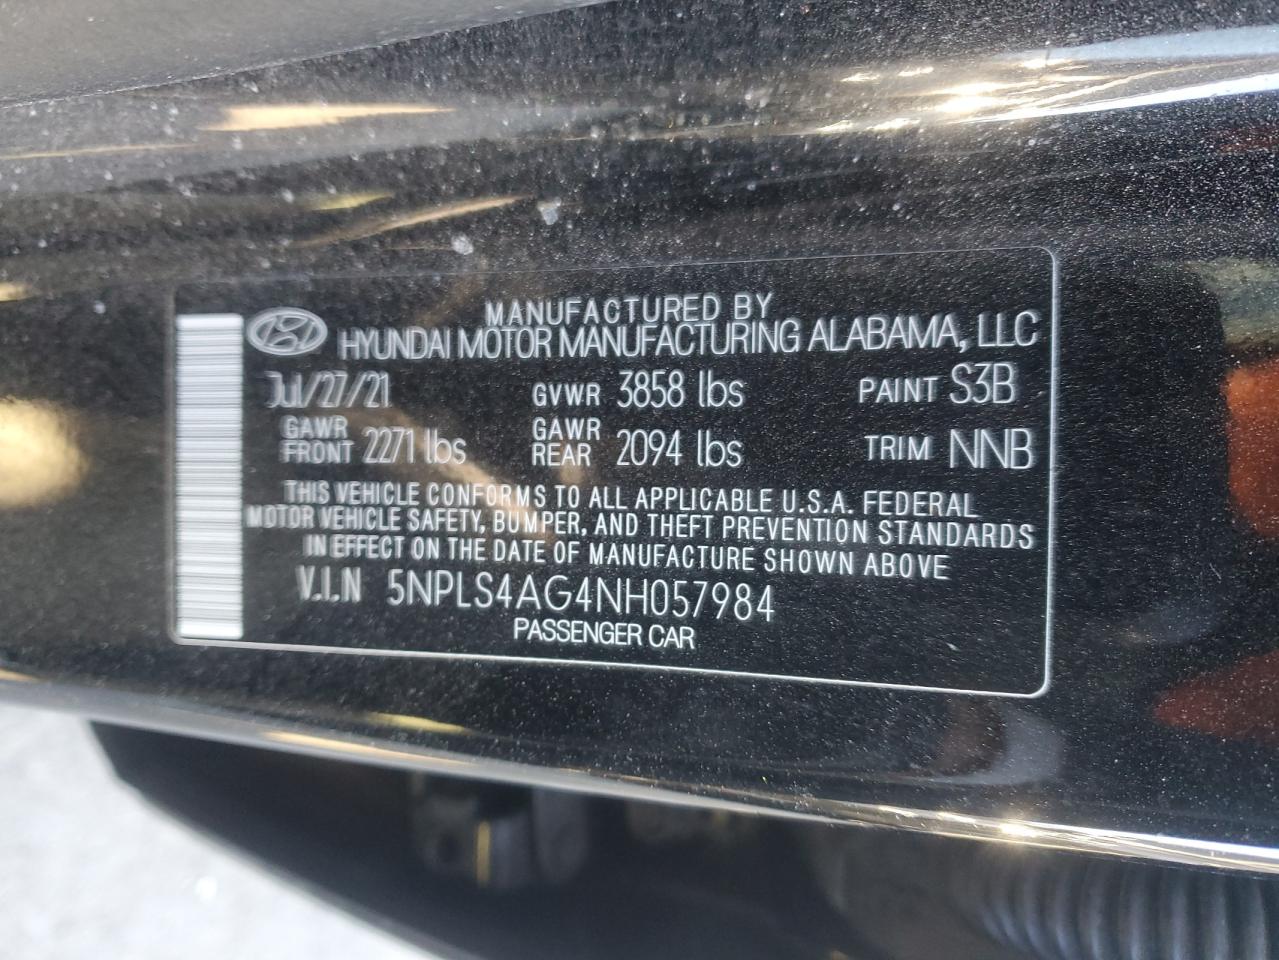 MANUFACTURED BY
HYUNDAI MOTOR MANUFACTURING ALABAMA, LLC
Jul/27/21 GVWR 3858 lbs PAINT S3B
GAWR FRONT 2271 lbs GAWR REAR 2094 lbs TRIM NNB
THIS VEHICLE CONFORMS TO ALL APPLICABLE U.S.A. FEDERAL
MOTOR VEHICLE SAFETY, BUMPER, AND THEFT PREVENTION STANDARDS
IN EFFECT ON THE DATE OF MANUFACTURE SHOWN ABOVE
V.I.N 5NPLS4AG4NH057984
PASSENGER CAR